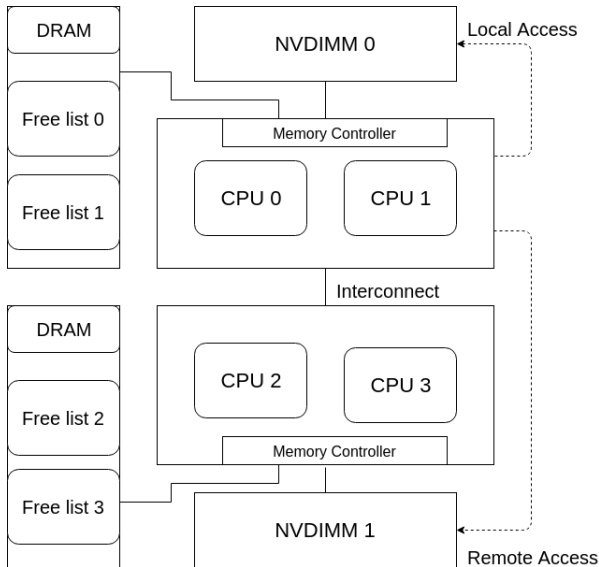 DRAM
NVDIMM 0
Local Access
Free list 0
Memory Controller
CPU 0
CPU 1
Free list 1
Interconnect
DRAM
CPU 2
CPU 3
Free list 2
Memory Controller
Free list 3
NVDIMM 1
Remote Access